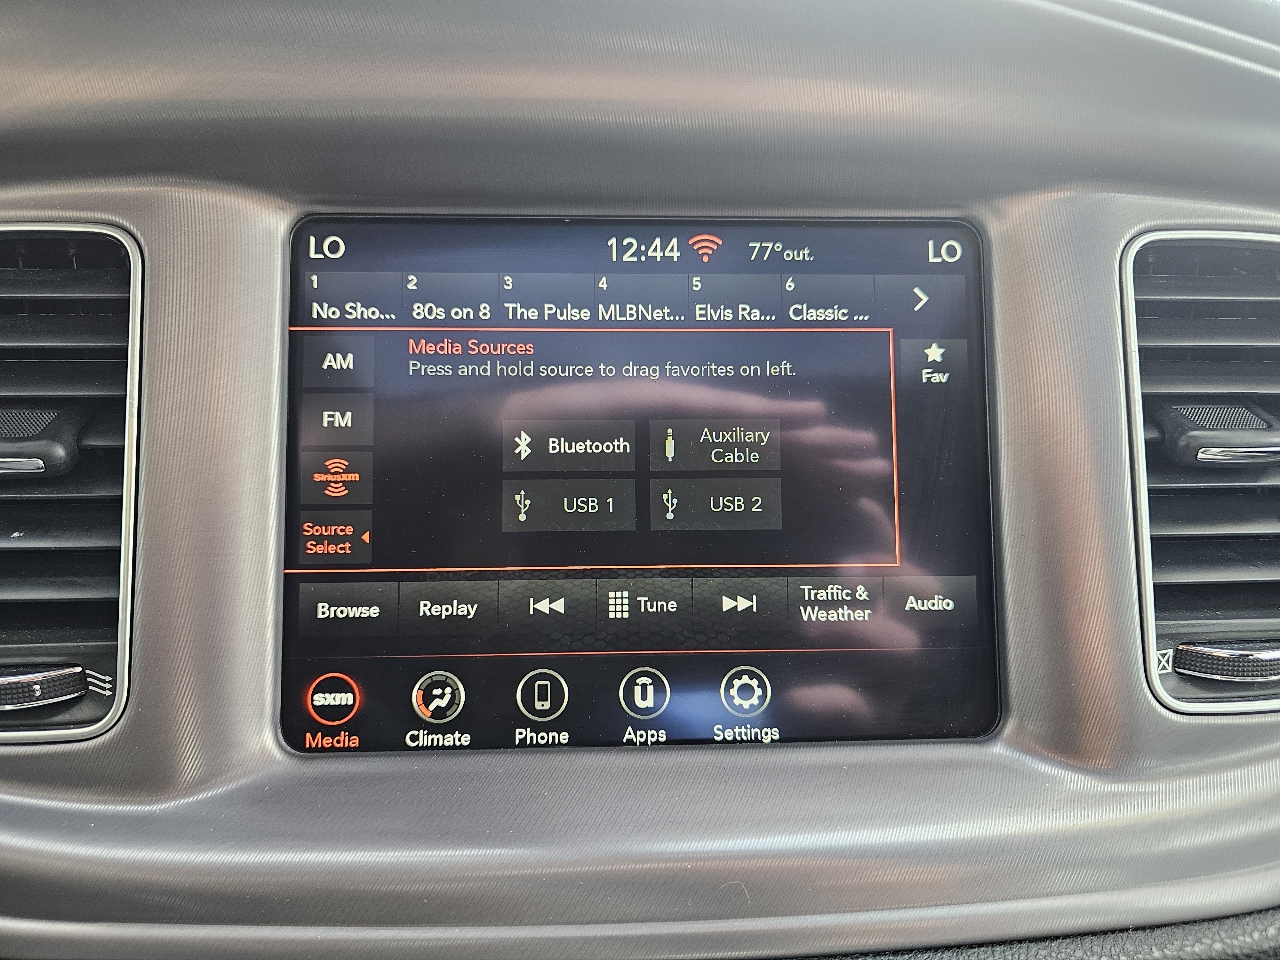 LO 12:44 77°out. LO
1 2 3 4 5 6
No Sho... 80s on 8 The Pulse MLBNet... Elvis Ra... Classic ...
AM
Media Sources
Press and hold source to drag favorites on left.
Fav
FM
Bluetooth
Auxiliary
Cable
SiriusXM
USB 1
USB 2
Source
Select
Browse Replay Tune Traffic &
Weather
Audio
sxm
Media Climate Phone Apps Settings